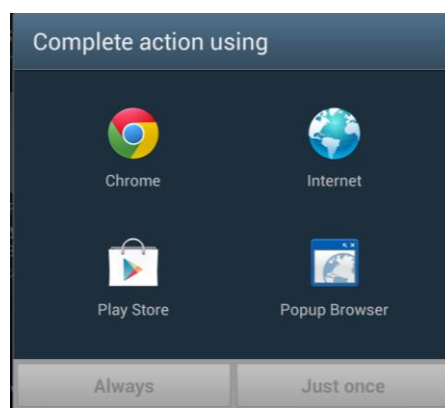 Complete action using
Chrome
Internet
Play Store
Popup Browser
Always
Just once